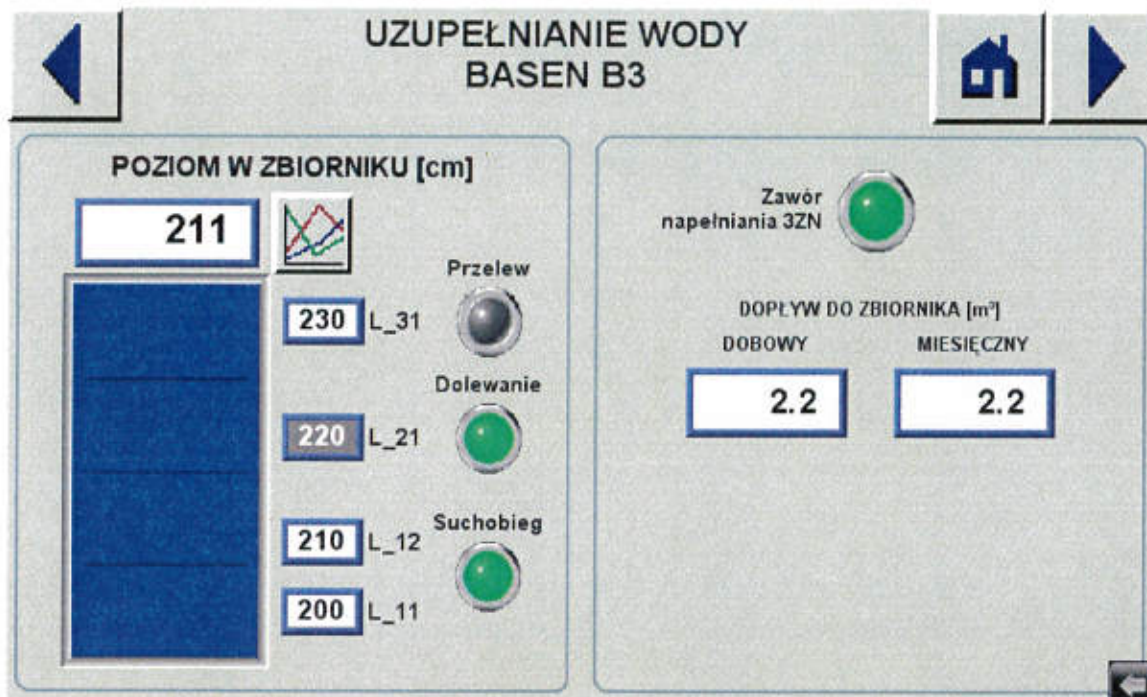 UZUPEŁNIANIE WODY
BASEN B3
POZIOM W ZBIORNIKU [cm]
211
Przelew
230 L_31
Dolewanie
220 L_21
Suchobieg
210 L_12
200 L_11
Zawór
napełniania 3ZN
DOPŁYW DO ZBIORNIKA [m³]
DOBOWY MIESIĘCZNY
2.2 2.2